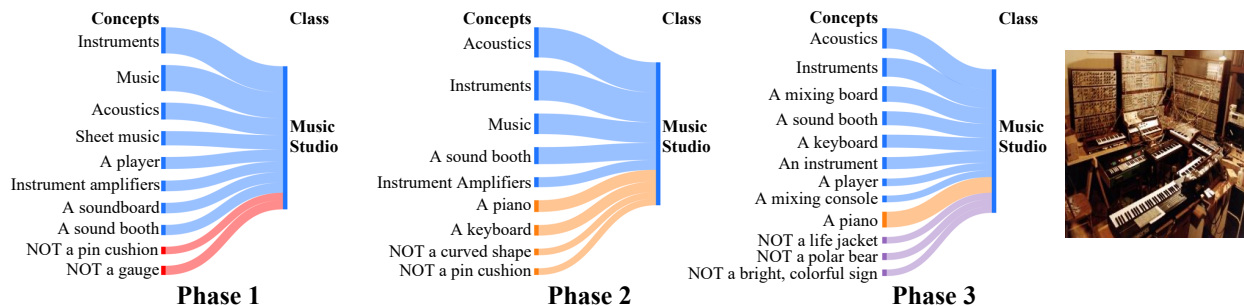 Concepts
Class
Instruments
Music
Acoustics
Sheet music
A player
Instrument amplifiers
A soundboard
A sound booth
NOT a pin cushion
NOT a gauge
Music
Studio
Phase 1
Concepts
Class
Acoustics
Instruments
Music
A sound booth
Instrument Amplifiers
A piano
A keyboard
NOT a curved shape
NOT a pin cushion
Music
Studio
Phase 2
Concepts
Class
Acoustics
Instruments
A mixing board
A sound booth
A keyboard
An instrument
A player
A mixing console
A piano
NOT a life jacket
NOT a polar bear
NOT a bright, colorful sign
Music
Studio
Phase 3